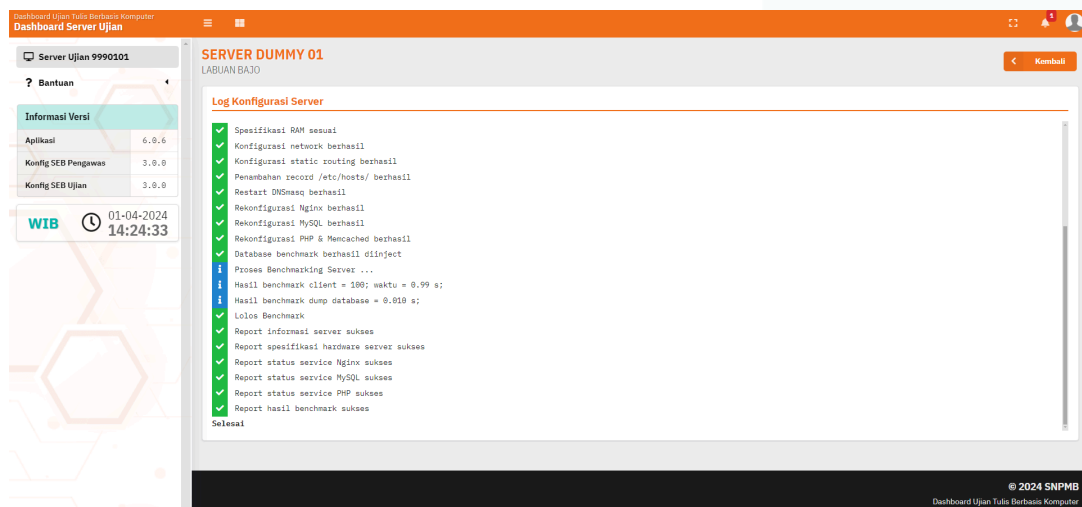 Dashboard Ujian Tulis Berbasis Komputer
Dashboard Server Ujian
1
Server Ujian 9990101
? Bantuan
Informasi Versi
Aplikasi 6.0.6
Konfig SEB Pengawas 3.0.0
Konfig SEB Ujian 3.0.0
WIB 01-04-2024
14:24:33
SERVER DUMMY 01
LABUAN BAJO
Kembali
Log Konfigurasi Server
Spesifikasi RAM sesuai
Konfigurasi network berhasil
Konfigurasi static routing berhasil
Penambahan record /etc/hosts/ berhasil
Restart DNSmasq berhasil
Rekonfigurasi Nginx berhasil
Rekonfigurasi MySQL berhasil
Rekonfigurasi PHP & Memcached berhasil
Database benchmark berhasil diinject
Proses Benchmarking Server ...
Hasil benchmark client = 100; waktu = 0.99 s;
Hasil benchmark dump database = 0.010 s;
Lolos Benchmark
Report informasi server sukses
Report spesifikasi hardware server sukses
Report status service Nginx sukses
Report status service MySQL sukses
Report status service PHP sukses
Report hasil benchmark sukses
Selesai
© 2024 SNPMB
Dashboard Ujian Tulis Berbasis Komputer